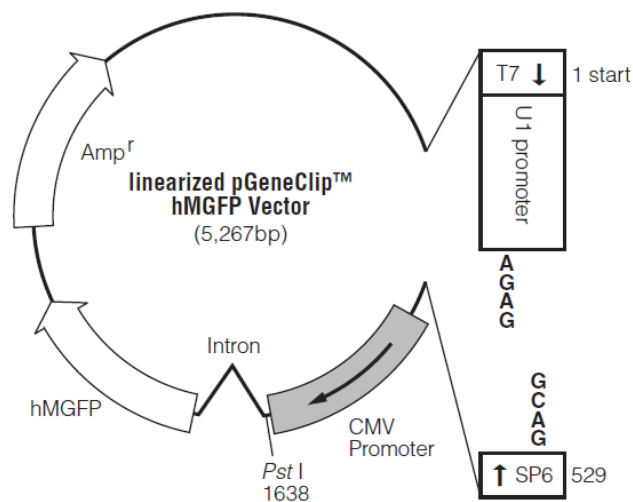 T7 ↓ 1 start
U1 promoter
Amp^r
linearized pGeneClip™
hMGFP Vector
(5,267bp)
A
G
A
G
Intron
G
C
A
G
hMGFP
CMV
Promoter
Pst I
1638
↑ SP6 529